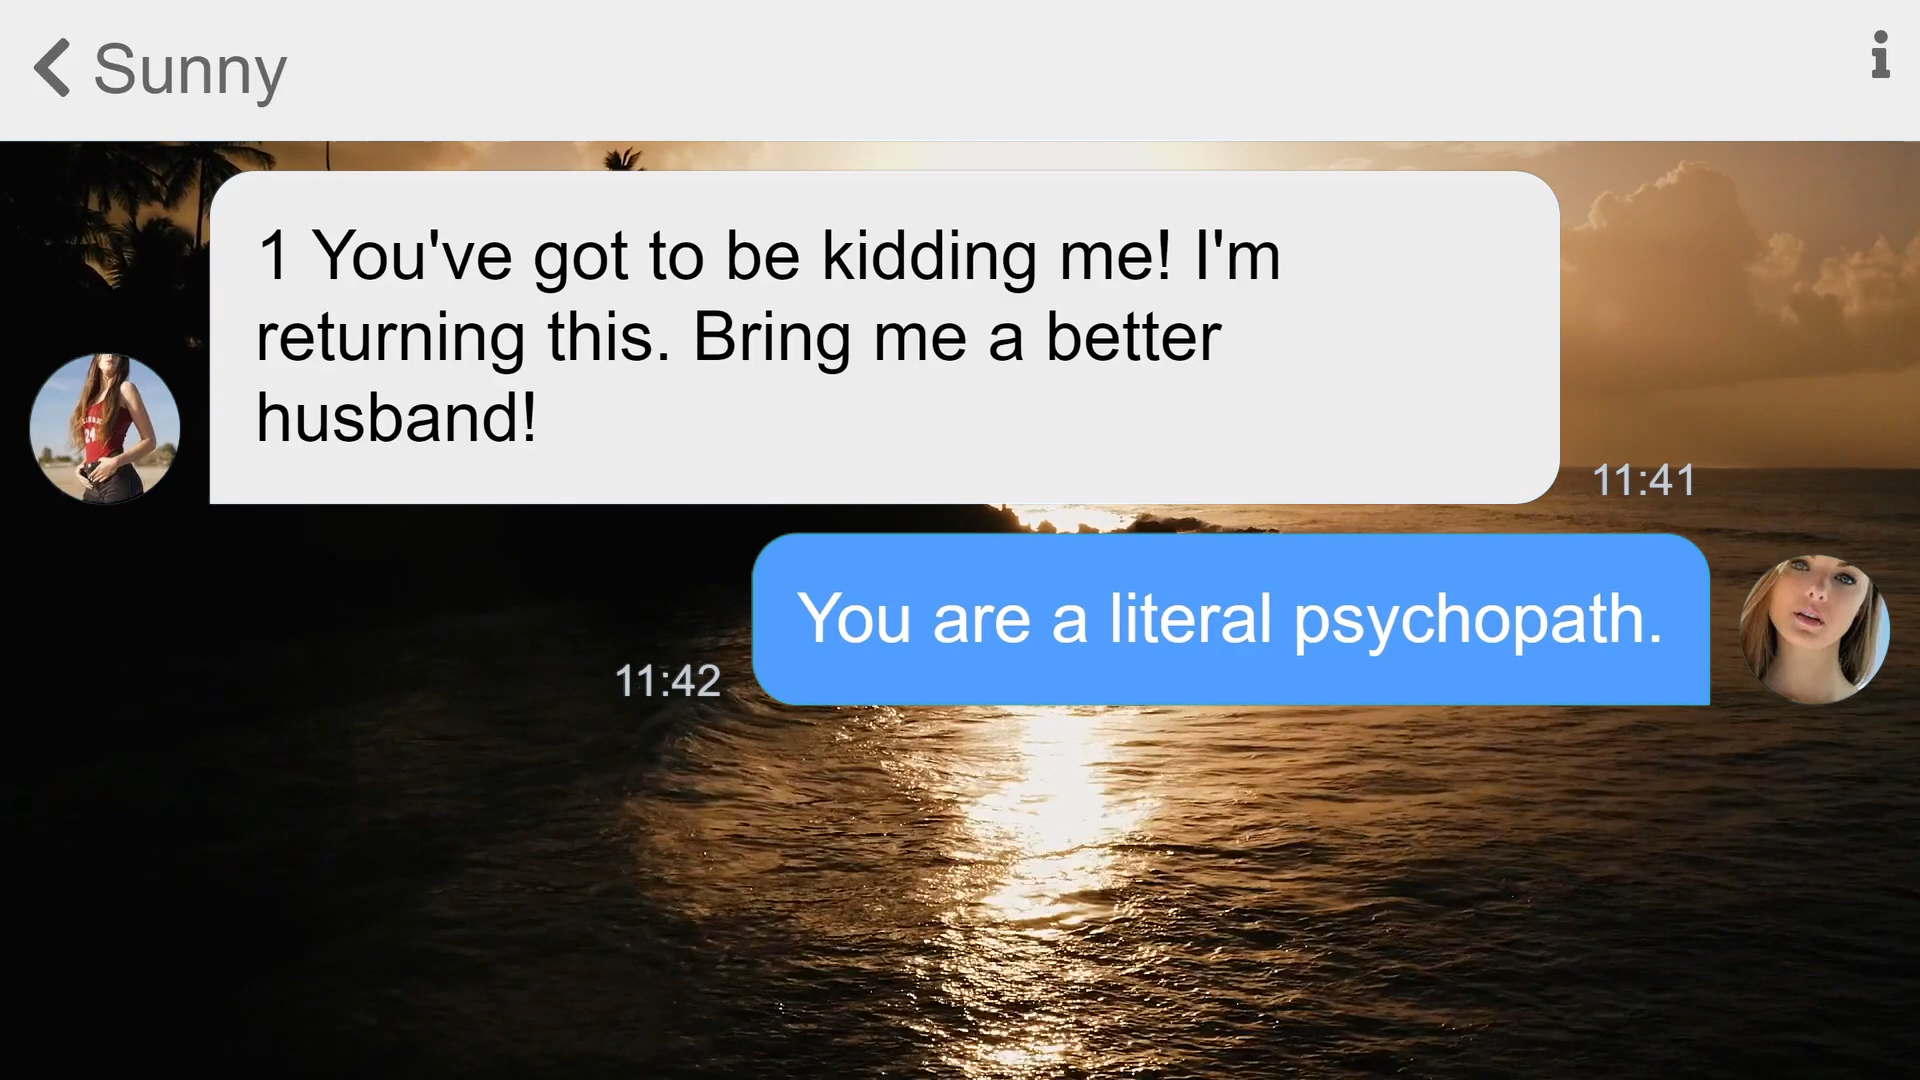 Sunny
1 You've got to be kidding me! I'm
returning this. Bring me a better
husband!
11:41
You are a literal psychopath.
11:42
24